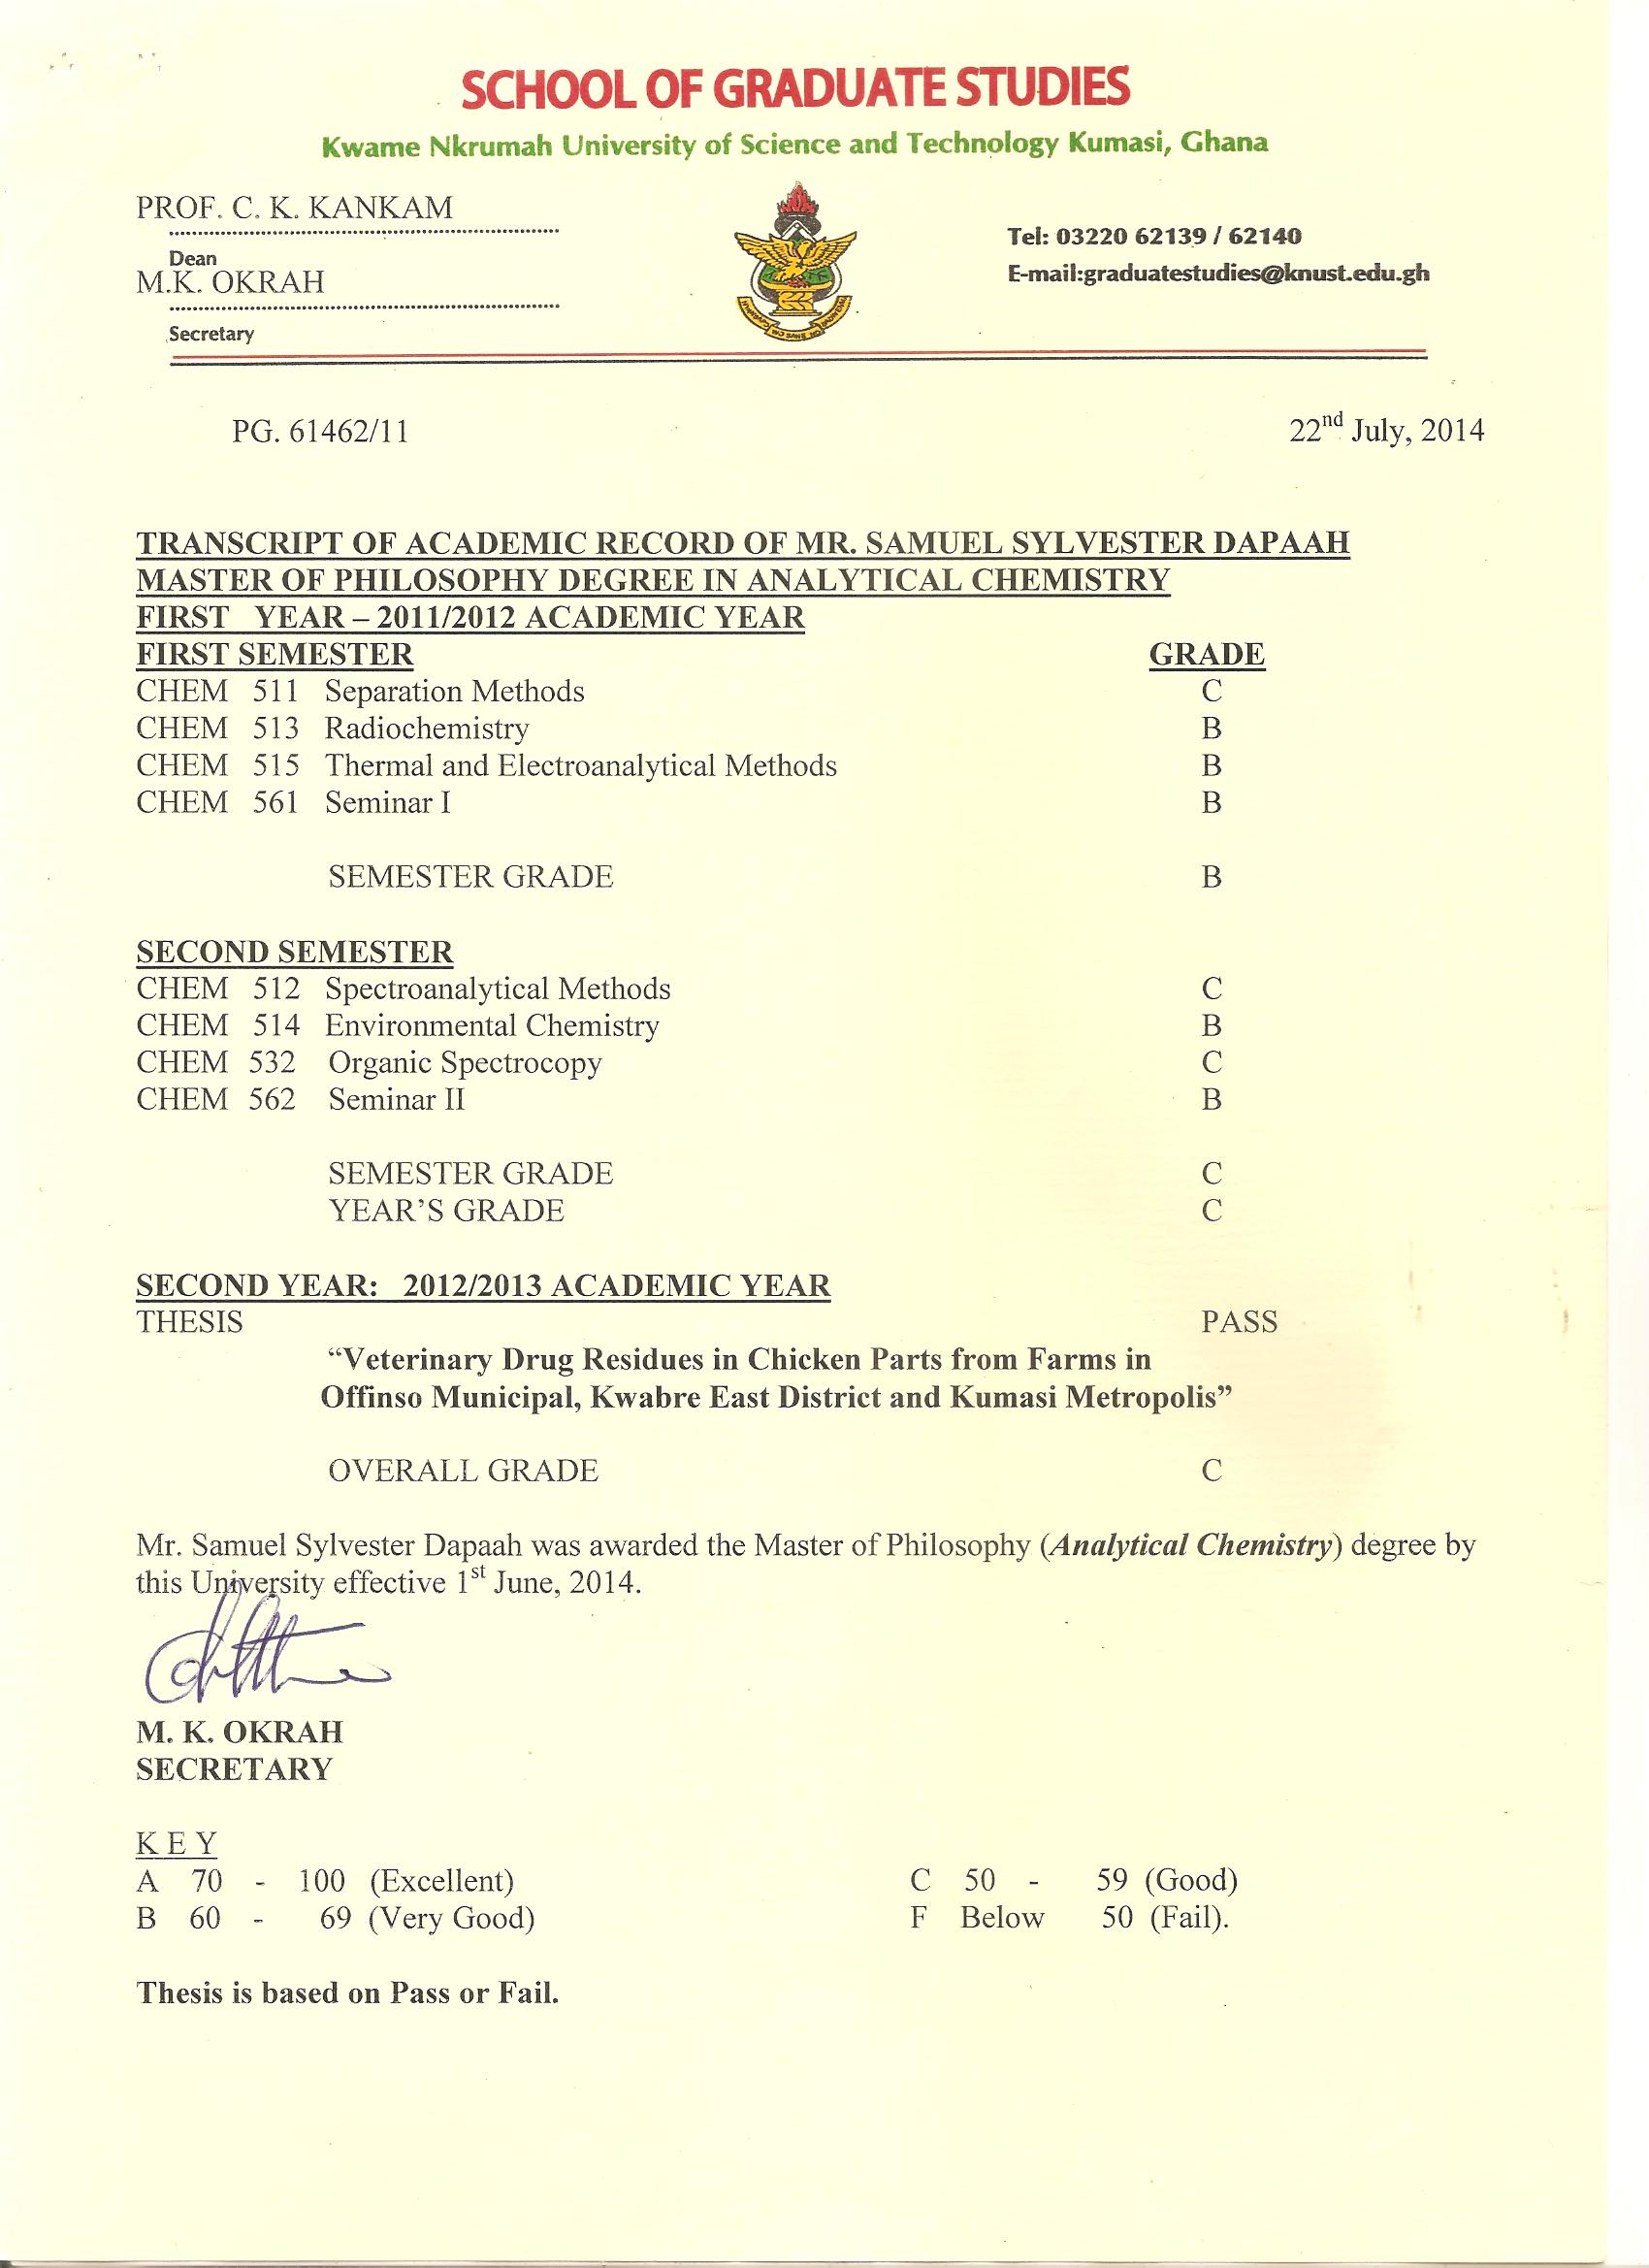 SCHOOL OF GRADUATE STUDIES
Kwame Nkrumah University of Science and Technology Kumasi, Ghana
PROF. C. K. KANKAM
Dean
M.K. OKRAH
Secretary
Tel: 03220 62139 / 62140
E-mail:graduatestudies@knust.edu.gh
PG. 61462/11 22nd July, 2014
TRANSCRIPT OF ACADEMIC RECORD OF MR. SAMUEL SYLVESTER DAPAAH
MASTER OF PHILOSOPHY DEGREE IN ANALYTICAL CHEMISTRY
FIRST YEAR – 2011/2012 ACADEMIC YEAR
FIRST SEMESTER GRADE
CHEM 511 Separation Methods C
CHEM 513 Radiochemistry B
CHEM 515 Thermal and Electroanalytical Methods B
CHEM 561 Seminar I B
SEMESTER GRADE B
SECOND SEMESTER
CHEM 512 Spectroanalytical Methods C
CHEM 514 Environmental Chemistry B
CHEM 532 Organic Spectrocopy C
CHEM 562 Seminar II B
SEMESTER GRADE C
YEAR'S GRADE C
SECOND YEAR: 2012/2013 ACADEMIC YEAR
THESIS PASS
“Veterinary Drug Residues in Chicken Parts from Farms in
Offinso Municipal, Kwabre East District and Kumasi Metropolis”
OVERALL GRADE C
Mr. Samuel Sylvester Dapaah was awarded the Master of Philosophy (Analytical Chemistry) degree by
this University effective 1st June, 2014.
M. K. OKRAH
SECRETARY
K E Y
A 70 - 100 (Excellent) C 50 - 59 (Good)
B 60 - 69 (Very Good) F Below 50 (Fail).
Thesis is based on Pass or Fail.